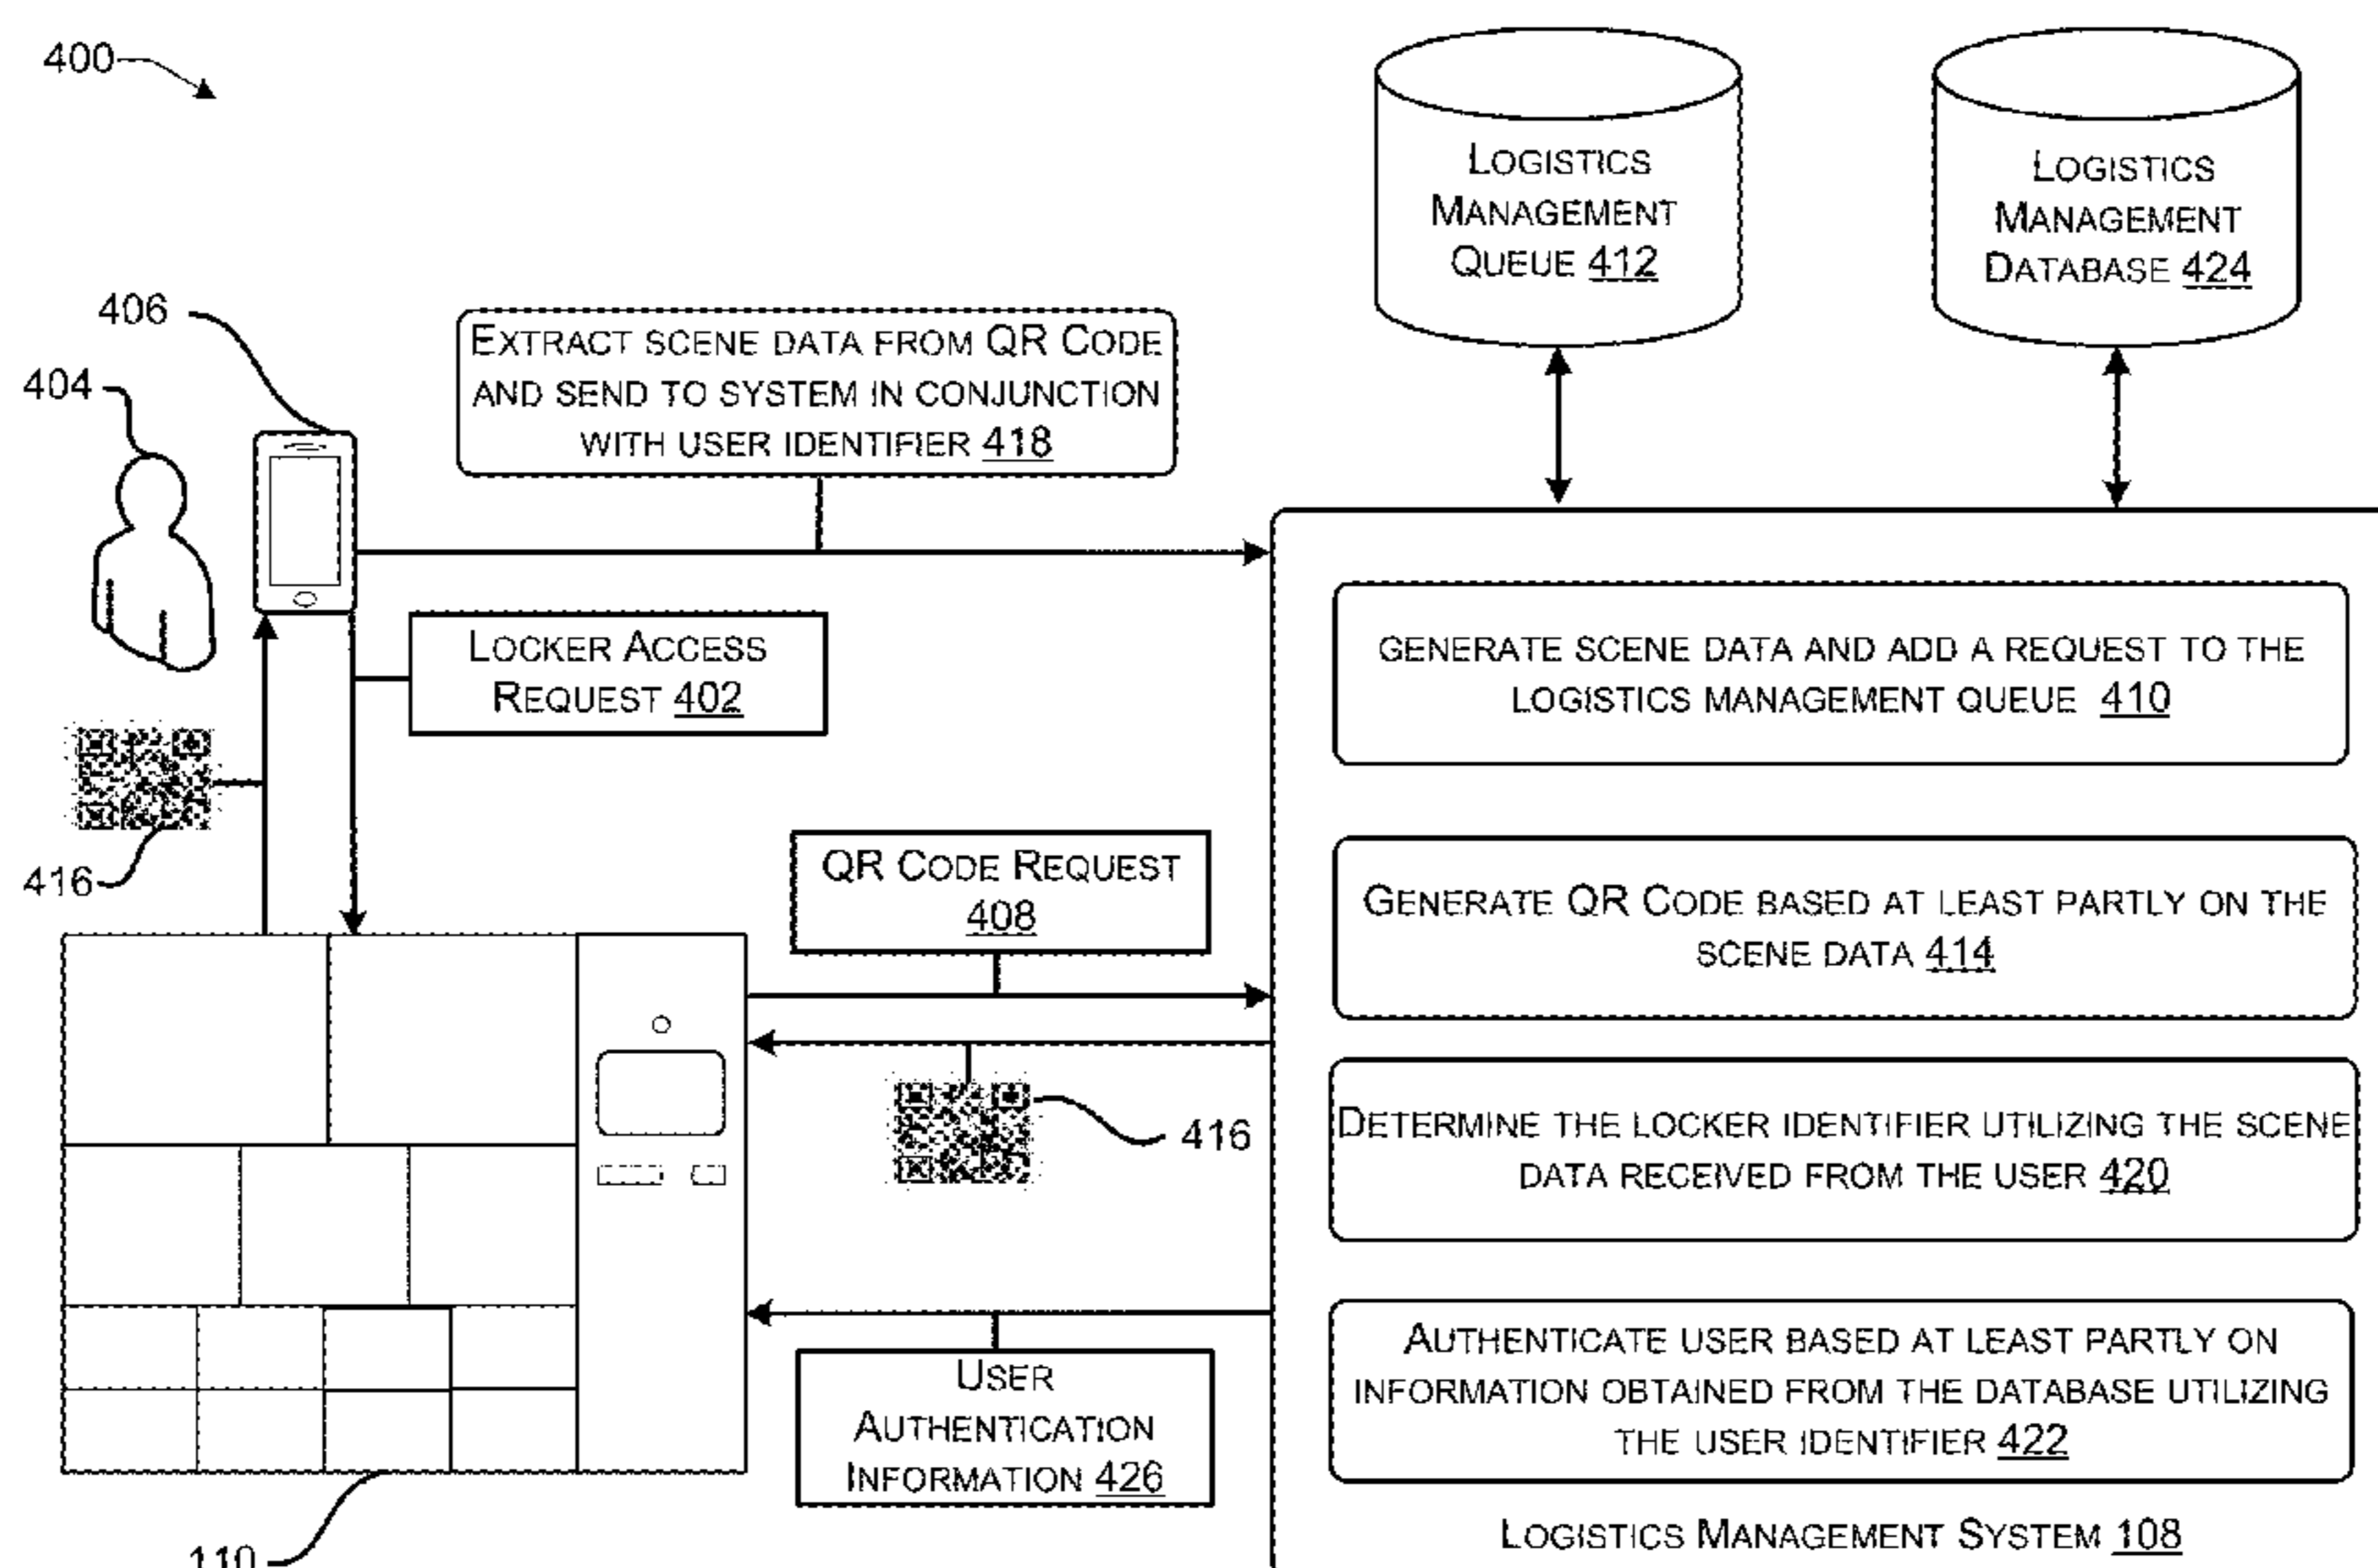 400
LOGISTICS
MANAGEMENT
QUEUE 412
LOGISTICS
MANAGEMENT
DATABASE 424
406
404
EXTRACT SCENE DATA FROM QR CODE
AND SEND TO SYSTEM IN CONJUNCTION
WITH USER IDENTIFIER 418
LOCKER ACCESS
REQUEST 402
416
QR CODE REQUEST
408
416
USER
AUTHENTICATION
INFORMATION 426
110
GENERATE SCENE DATA AND ADD A REQUEST TO THE
LOGISTICS MANAGEMENT QUEUE 410
GENERATE QR CODE BASED AT LEAST PARTLY ON THE
SCENE DATA 414
DETERMINE THE LOCKER IDENTIFIER UTILIZING THE SCENE
DATA RECEIVED FROM THE USER 420
AUTHENTICATE USER BASED AT LEAST PARTLY ON
INFORMATION OBTAINED FROM THE DATABASE UTILIZING
THE USER IDENTIFIER 422
LOGISTICS MANAGEMENT SYSTEM 108